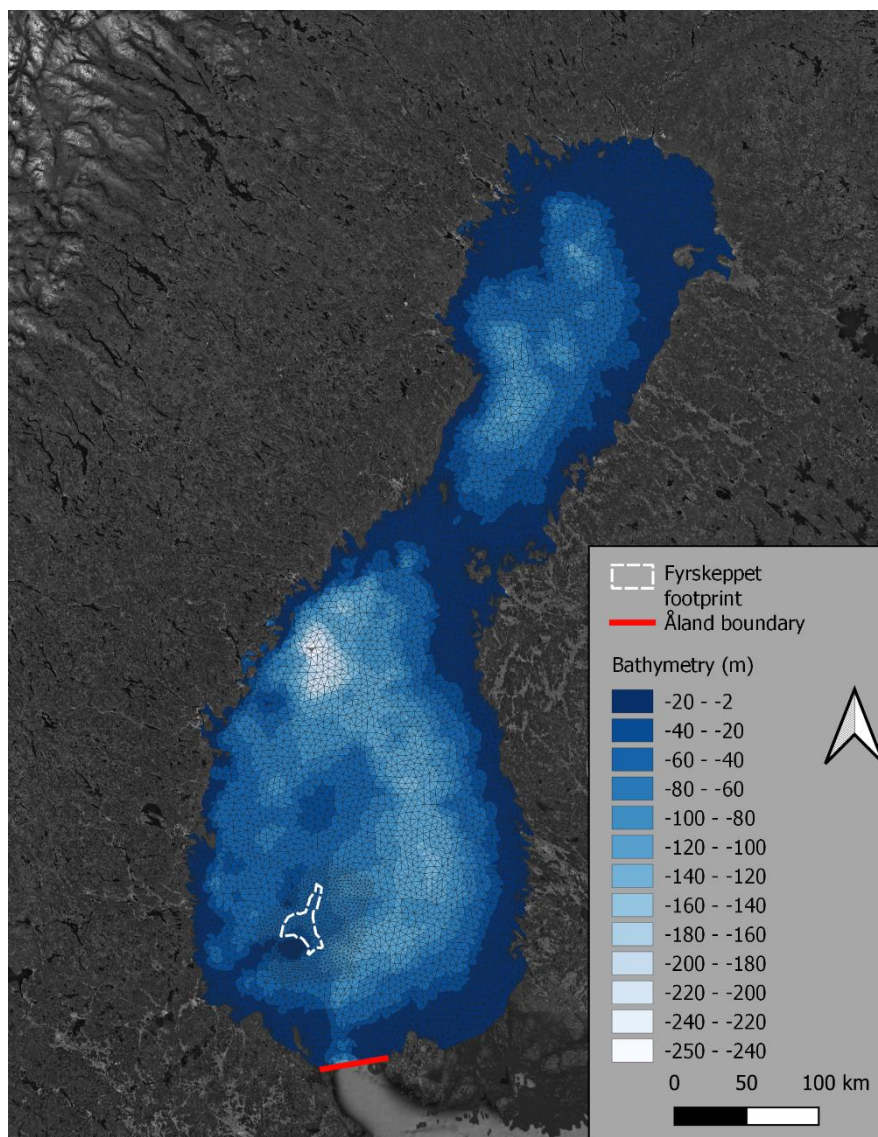 Fyrskeppet
footprint
Åland boundary
Bathymetry (m)
-20 - -2
-40 - -20
-60 - -40
-80 - -60
-100 - -80
-120 - -100
-140 - -120
-160 - -140
-180 - -160
-200 - -180
-220 - -200
-240 - -220
-250 - -240
0 50 100 km